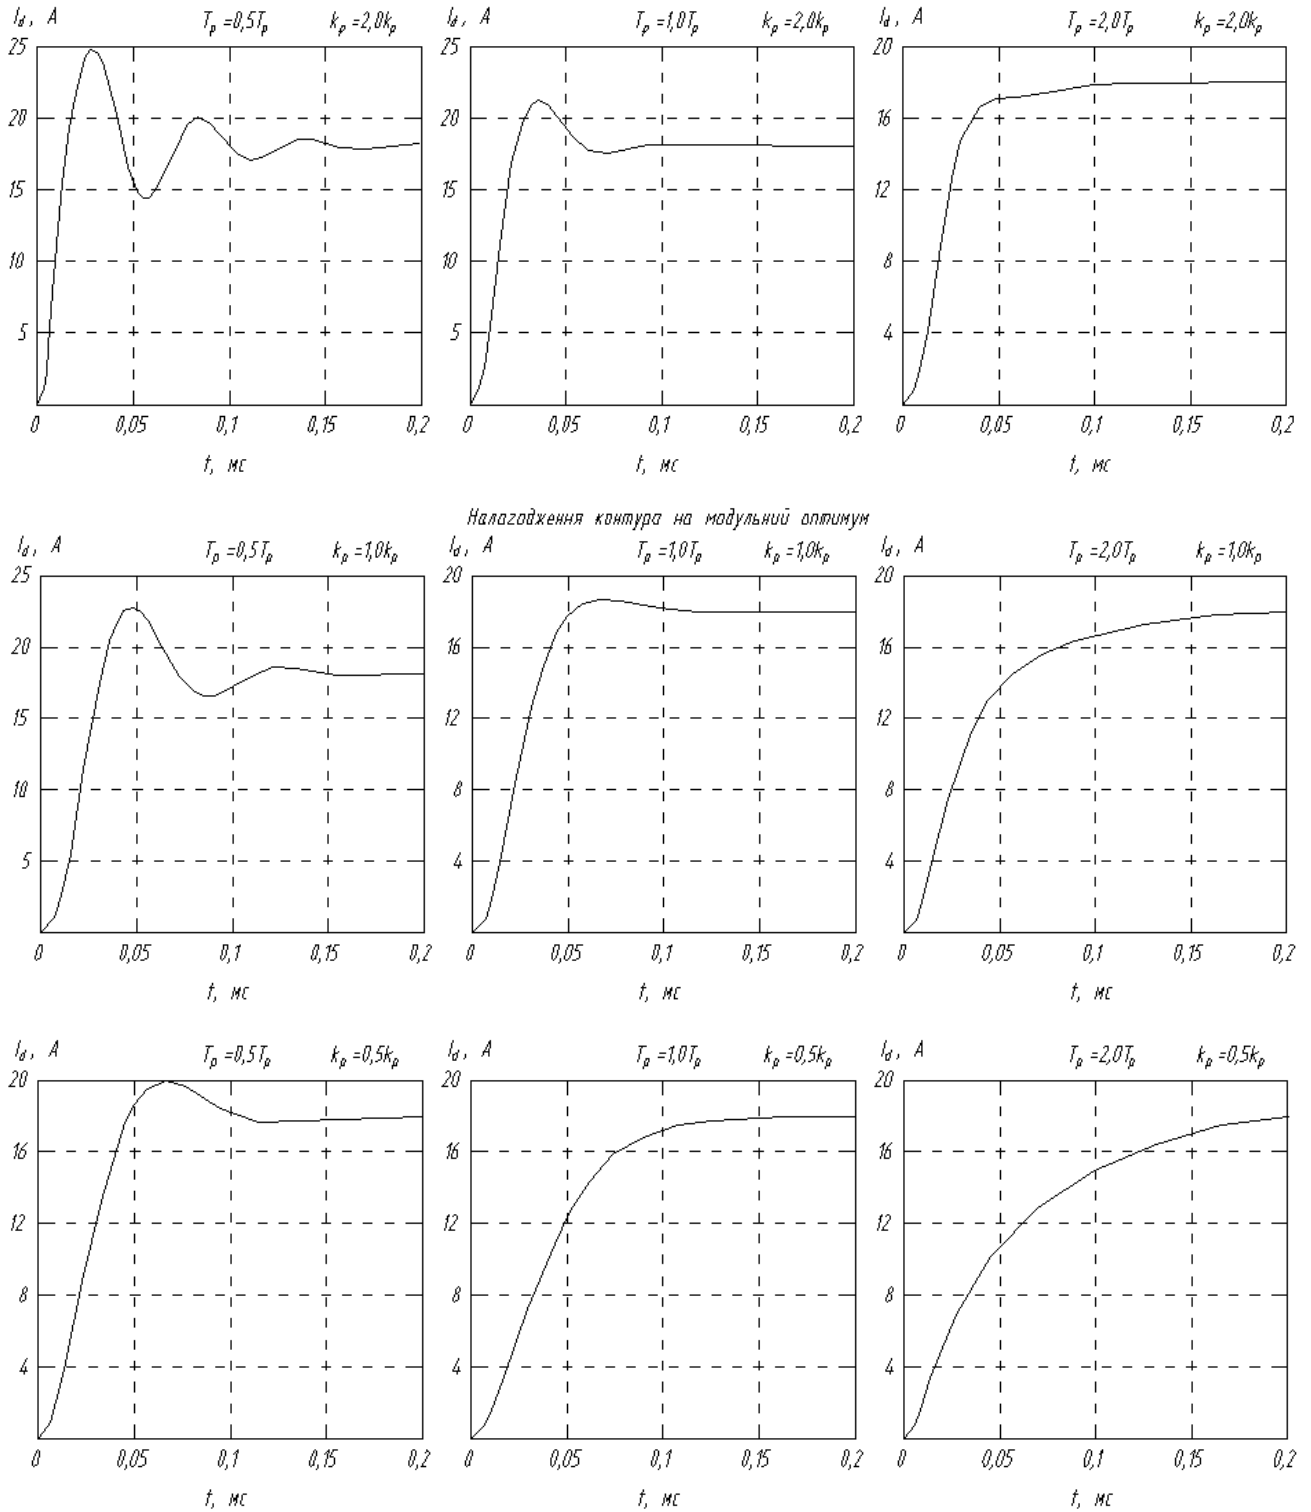 I_d, A T_p=0,5T_p k_p=2,0k_p I_d, A T_p=1,0T_p k_p=2,0k_p I_d, A T_p=2,0T_p k_p=2,0k_p
25 25 20
20 20 16
15 15 12
10 10 8
5 5 4
0 0,05 0,1 0,15 0,2 0 0,05 0,1 0,15 0,2 0 0,05 0,1 0,15 0,2
t, мс t, мс t, мс
Налагодження контура на модульний оптимум
I_d, A T_p=0,5T_p k_p=1,0k_p I_d, A T_p=1,0T_p k_p=1,0k_p I_d, A T_p=2,0T_p k_p=1,0k_p
25 20 20
20 16 16
15 12 12
10 8 8
5 4 4
0 0,05 0,1 0,15 0,2 0 0,05 0,1 0,15 0,2 0 0,05 0,1 0,15 0,2
t, мс t, мс t, мс
I_d, A T_p=0,5T_p k_p=0,5k_p I_d, A T_p=1,0T_p k_p=0,5k_p I_d, A T_p=2,0T_p k_p=0,5k_p
20 20 20
16 16 16
12 12 12
8 8 8
4 4 4
0 0,05 0,1 0,15 0,2 0 0,05 0,1 0,15 0,2 0 0,05 0,1 0,15 0,2
t, мс t, мс t, мс